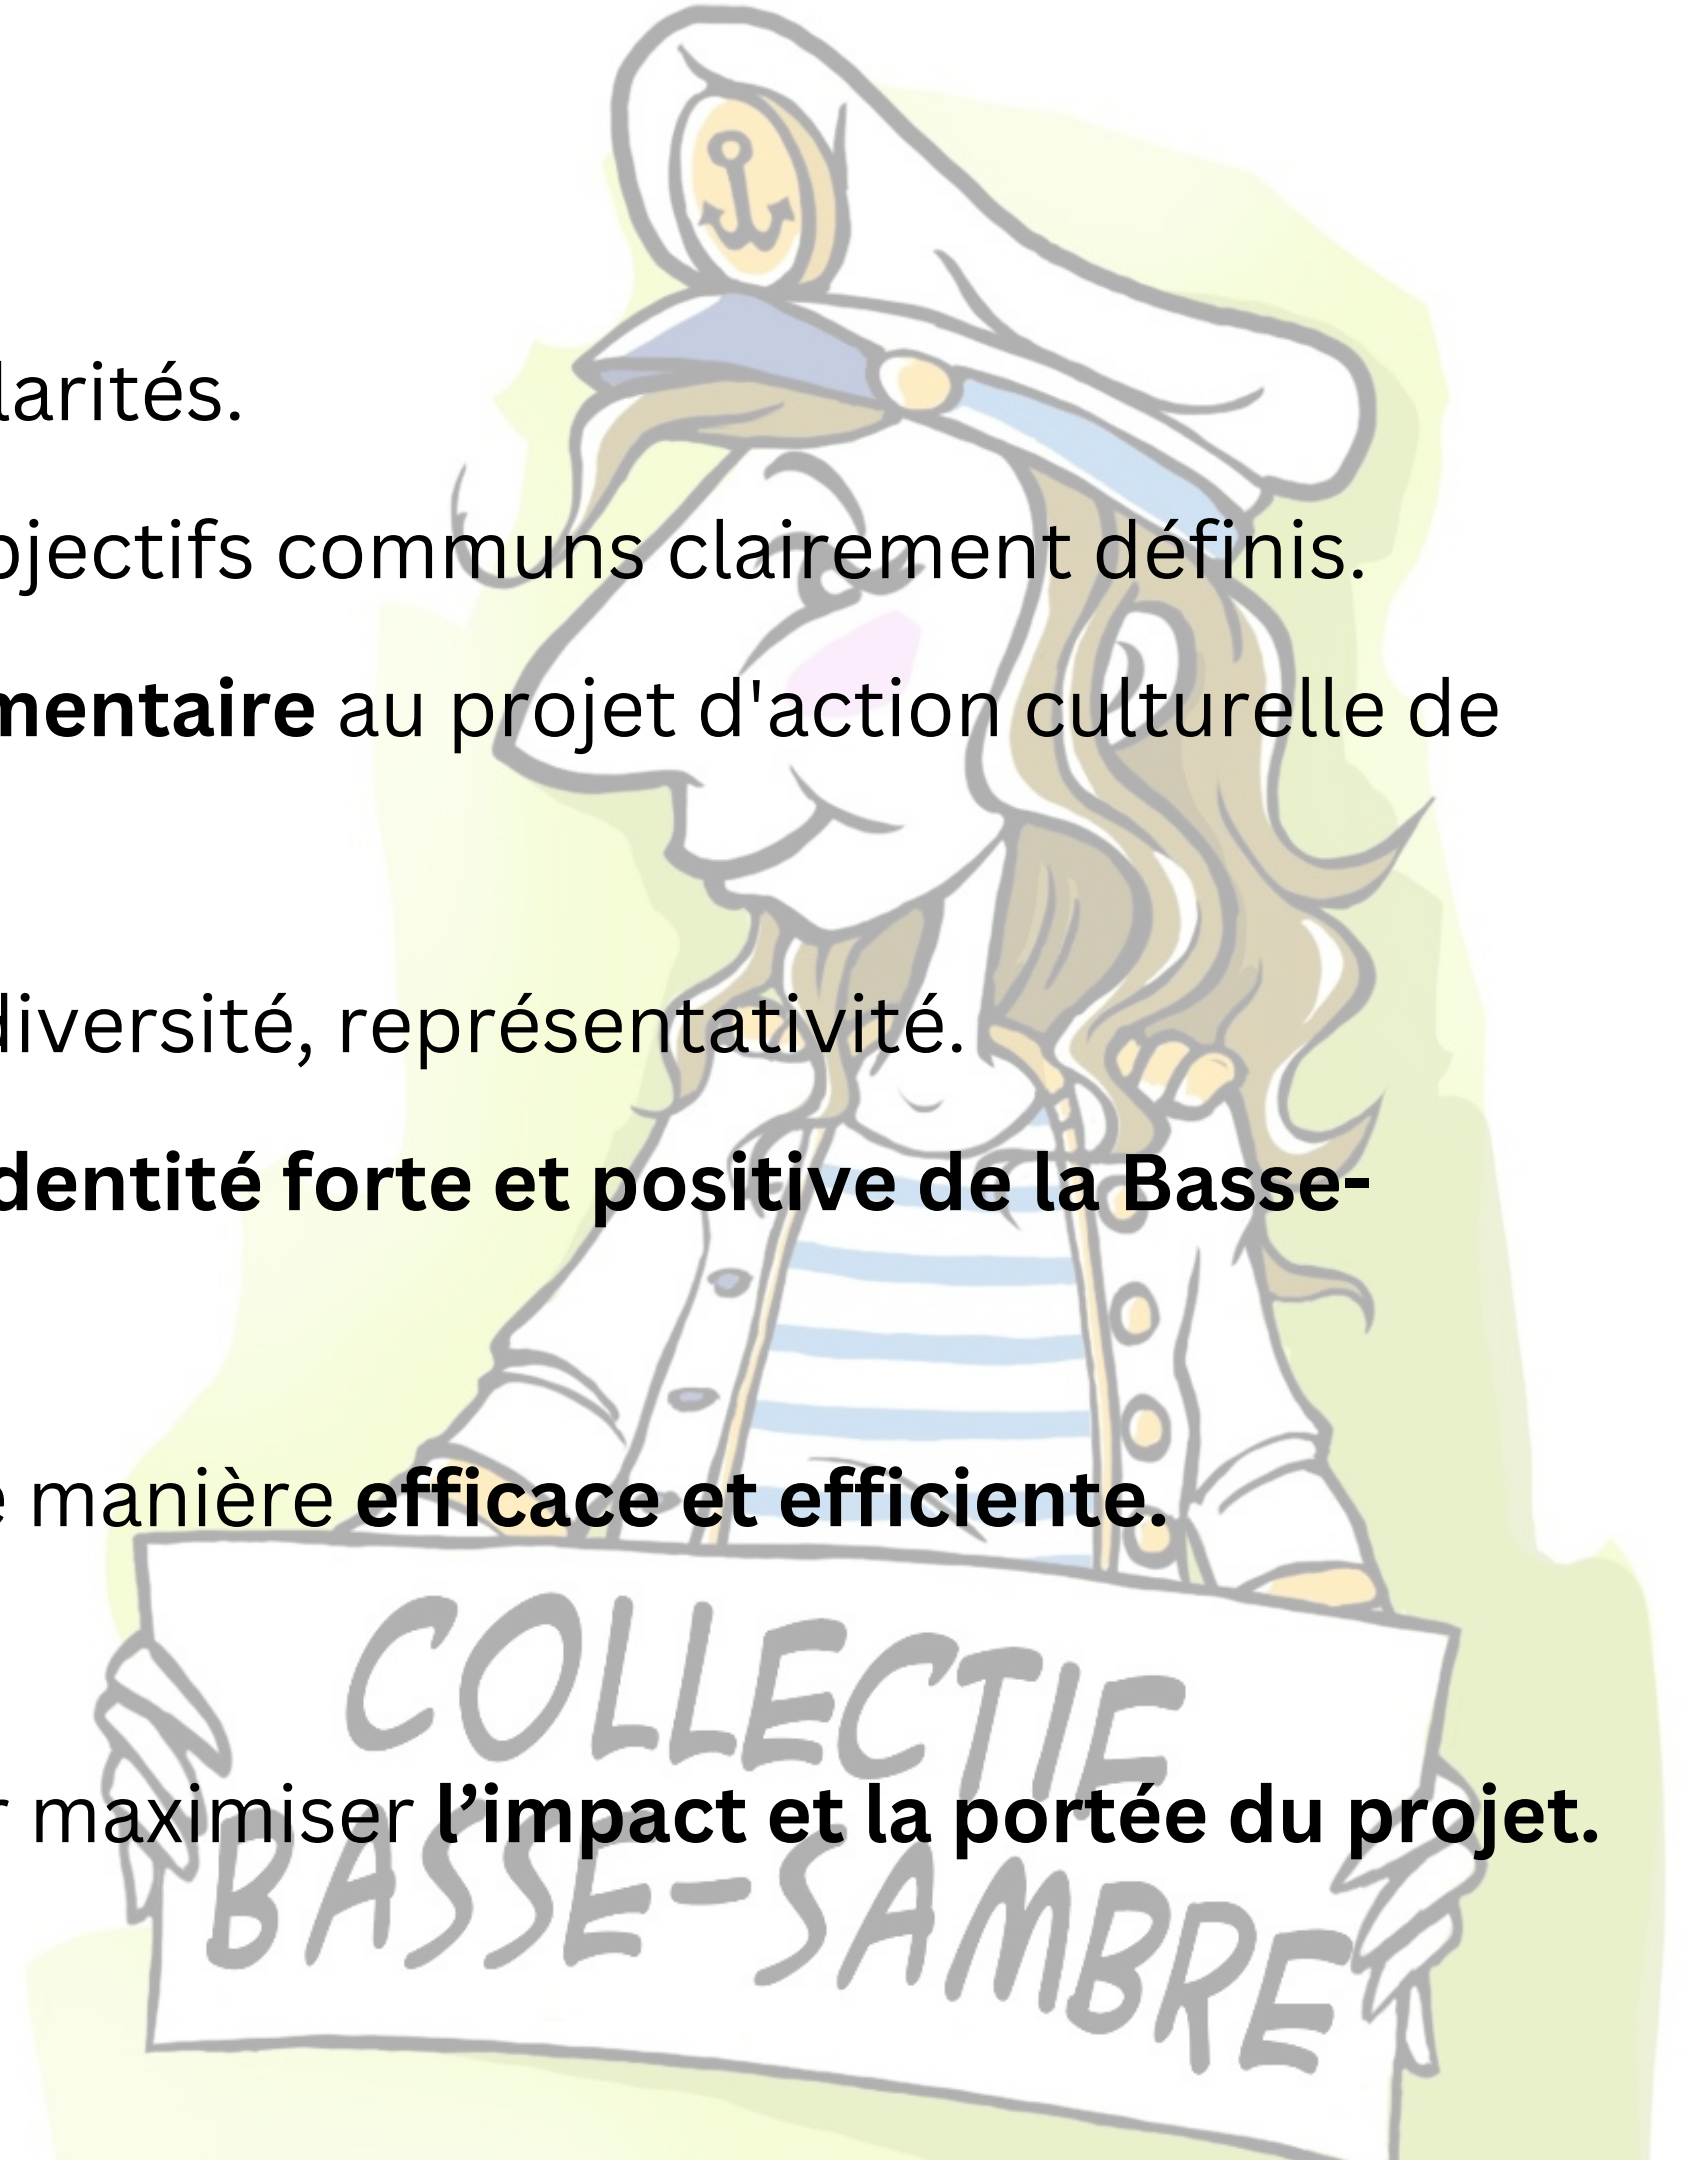 larités.
bjectifs communs clairement définis.
mentaire au projet d'action culturelle de
diversité, représentativité.
dentité forte et positive de la Basse-
e manière efficace et efficiente.
COLLECTIF
r maximiser l’impact et la portée du projet.
BASSE-SAMBRE